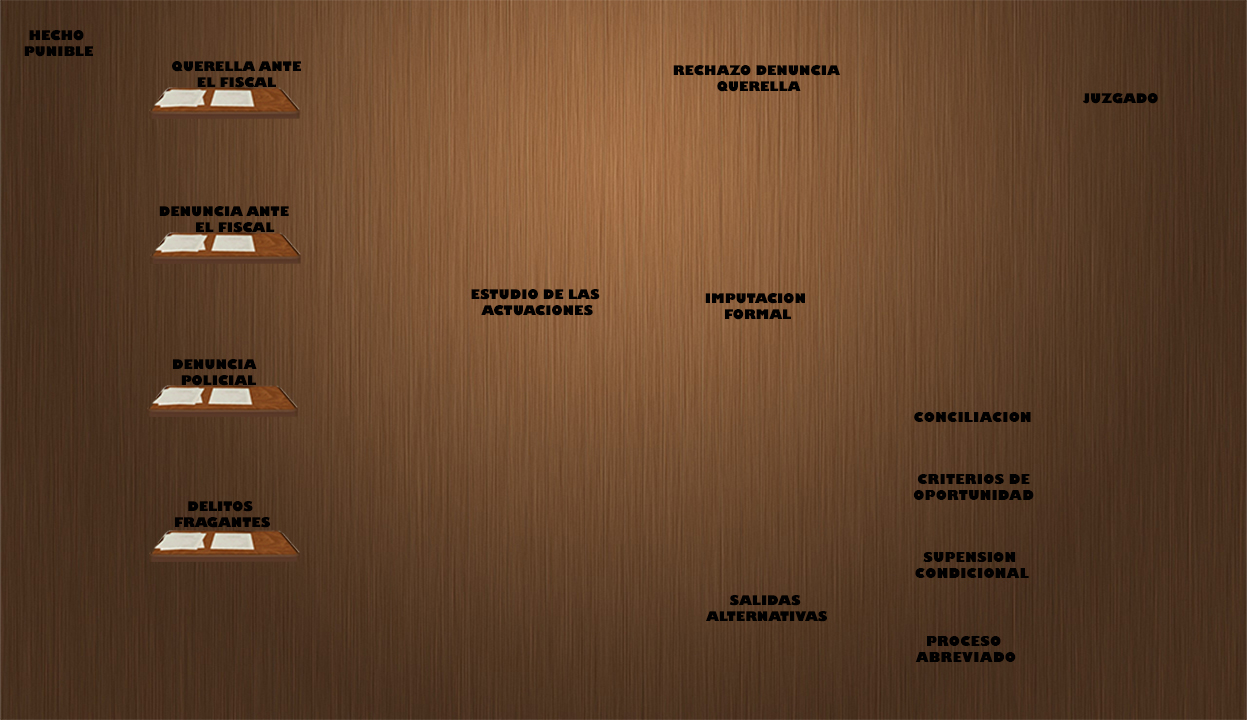 HECHO
PUNIBLE
QUERELLA ANTE
EL FISCAL
DENUNCIA ANTE
EL FISCAL
DENUNCIA
POLICIAL
DELITOS
FRAGANTES
ESTUDIO DE LAS
ACTUACIONES
RECHAZO DENUNCIA
QUERELLA
IMPUTACION
FORMAL
SALIDAS
ALTERNATIVAS
JUZGADO
CONCILIACION
CRITERIOS DE
OPORTUNIDAD
SUPENSION
CONDICIONAL
PROCESO
ABREVIADO